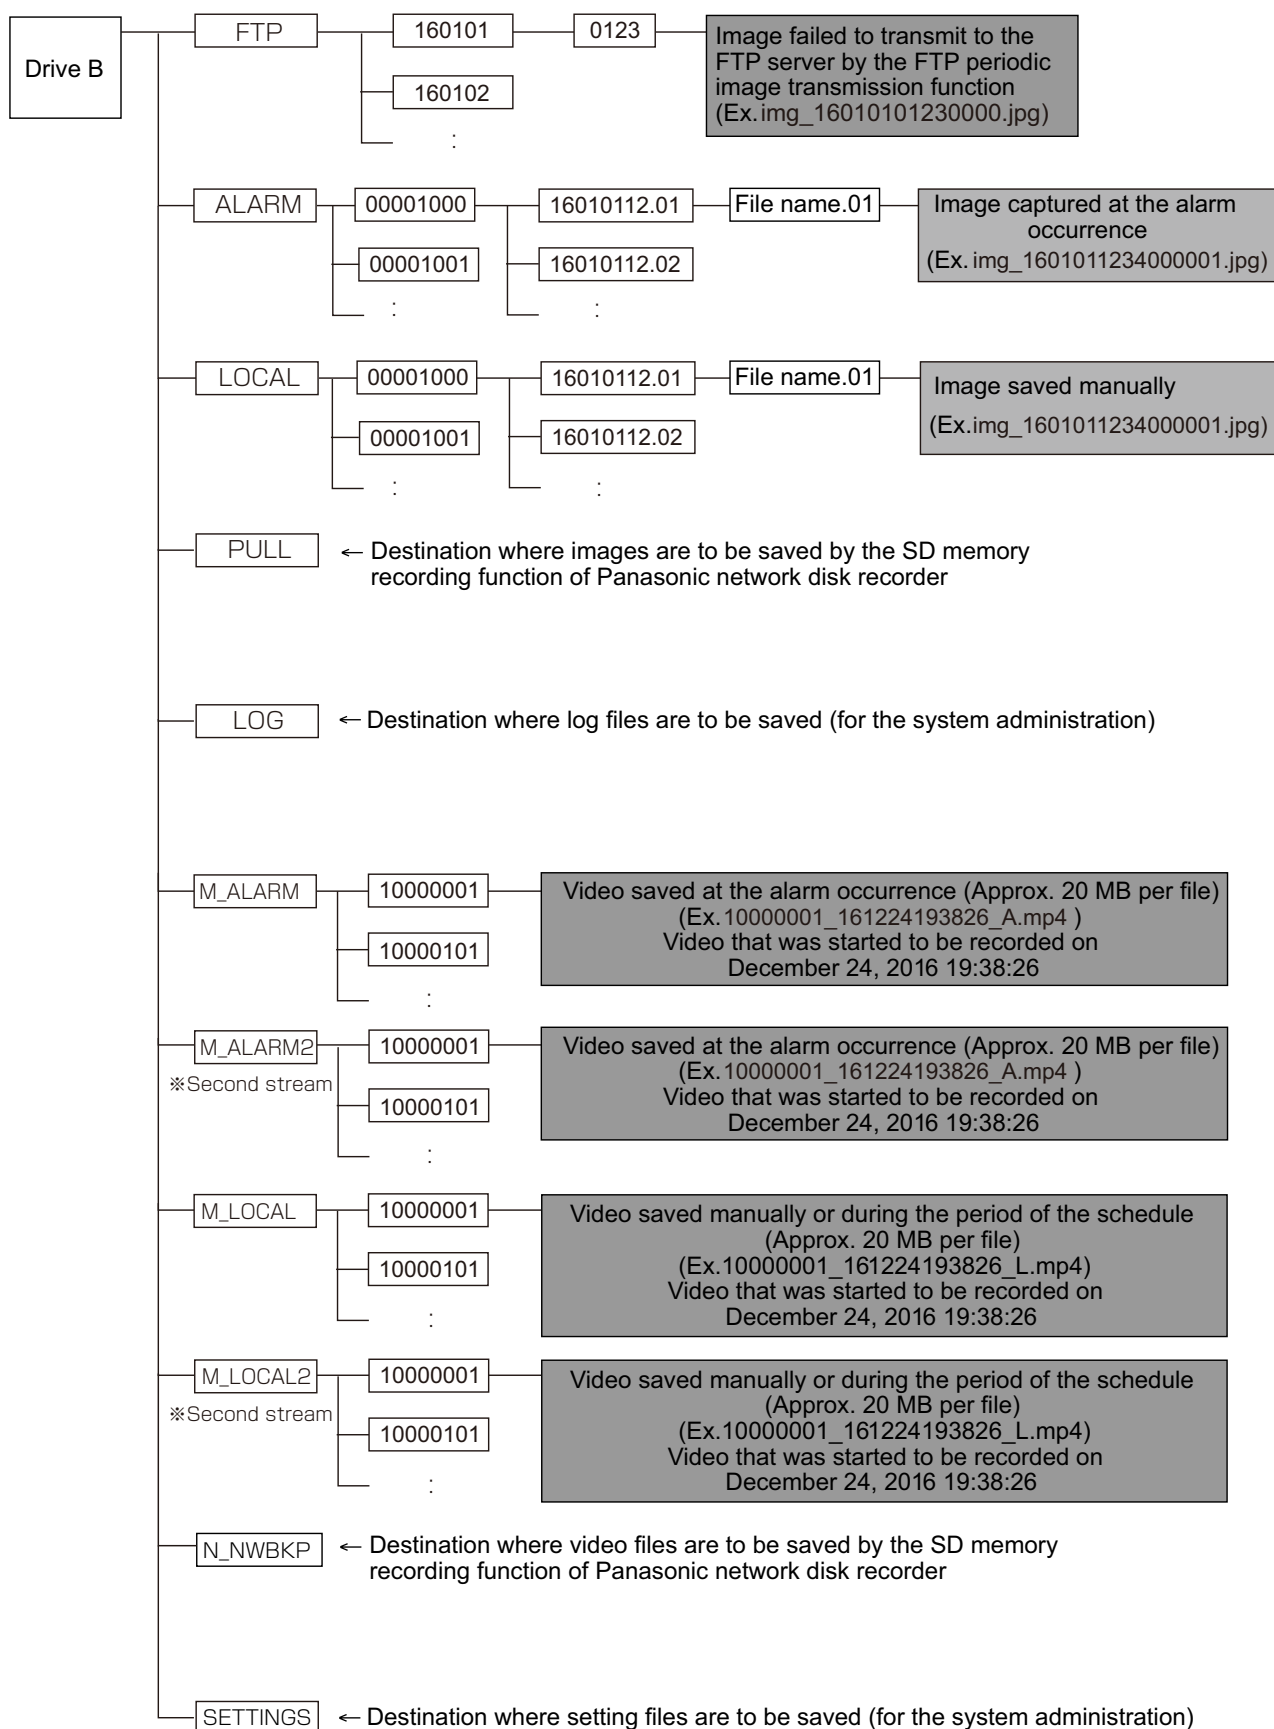 Drive B
FTP
160101
0123
Image failed to transmit to the
FTP server by the FTP periodic
image transmission function
(Ex.img_16010101230000.jpg)
160102
:
ALARM
00001000
16010112.01
File name.01
Image captured at the alarm
occurrence
(Ex.img_1601011234000001.jpg)
00001001
16010112.02
:
:
LOCAL
00001000
16010112.01
File name.01
Image saved manually
(Ex.img_1601011234000001.jpg)
00001001
16010112.02
:
:
PULL
← Destination where images are to be saved by the SD memory
recording function of Panasonic network disk recorder
LOG
← Destination where log files are to be saved (for the system administration)
M_ALARM
10000001
Video saved at the alarm occurrence (Approx. 20 MB per file)
(Ex.10000001_161224193826_A.mp4 )
Video that was started to be recorded on
December 24, 2016 19:38:26
10000101
:
M_ALARM2
※Second stream
10000001
Video saved at the alarm occurrence (Approx. 20 MB per file)
(Ex.10000001_161224193826_A.mp4 )
Video that was started to be recorded on
December 24, 2016 19:38:26
10000101
:
M_LOCAL
10000001
Video saved manually or during the period of the schedule
(Approx. 20 MB per file)
(Ex.10000001_161224193826_L.mp4)
Video that was started to be recorded on
December 24, 2016 19:38:26
10000101
:
M_LOCAL2
※Second stream
10000001
Video saved manually or during the period of the schedule
(Approx. 20 MB per file)
(Ex.10000001_161224193826_L.mp4)
Video that was started to be recorded on
December 24, 2016 19:38:26
10000101
:
N_NWBKP
← Destination where video files are to be saved by the SD memory
recording function of Panasonic network disk recorder
SETTINGS
← Destination where setting files are to be saved (for the system administration)